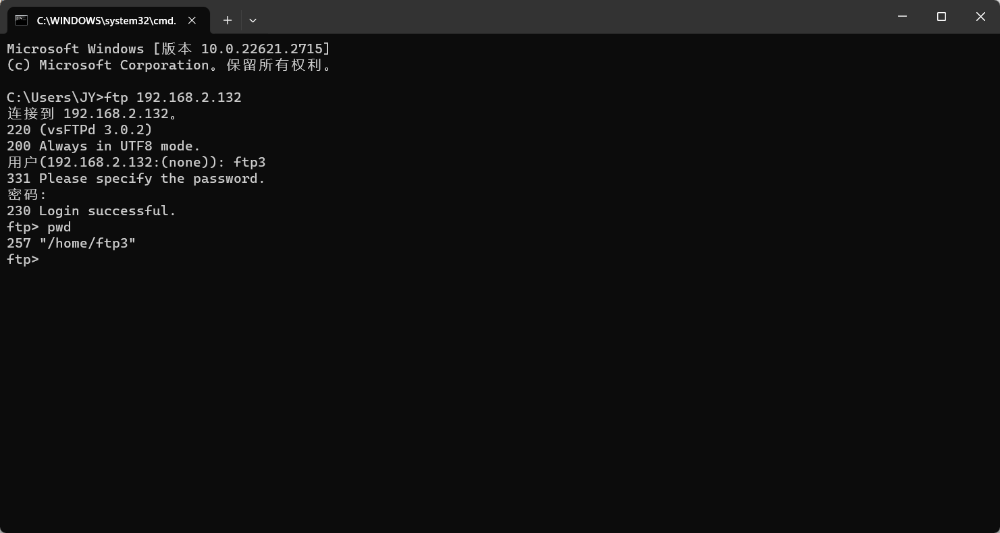 C:\WINDOWS\system32\cmd.
Microsoft Windows [版本 10.0.22621.2715]
(c) Microsoft Corporation。保留所有权利。
C:\Users\JY>ftp 192.168.2.132
连接到 192.168.2.132。
220 (vsFTPd 3.0.2)
200 Always in UTF8 mode.
用户(192.168.2.132:(none)): ftp3
331 Please specify the password.
密码:
230 Login successful.
ftp> pwd
257 "/home/ftp3"
ftp>